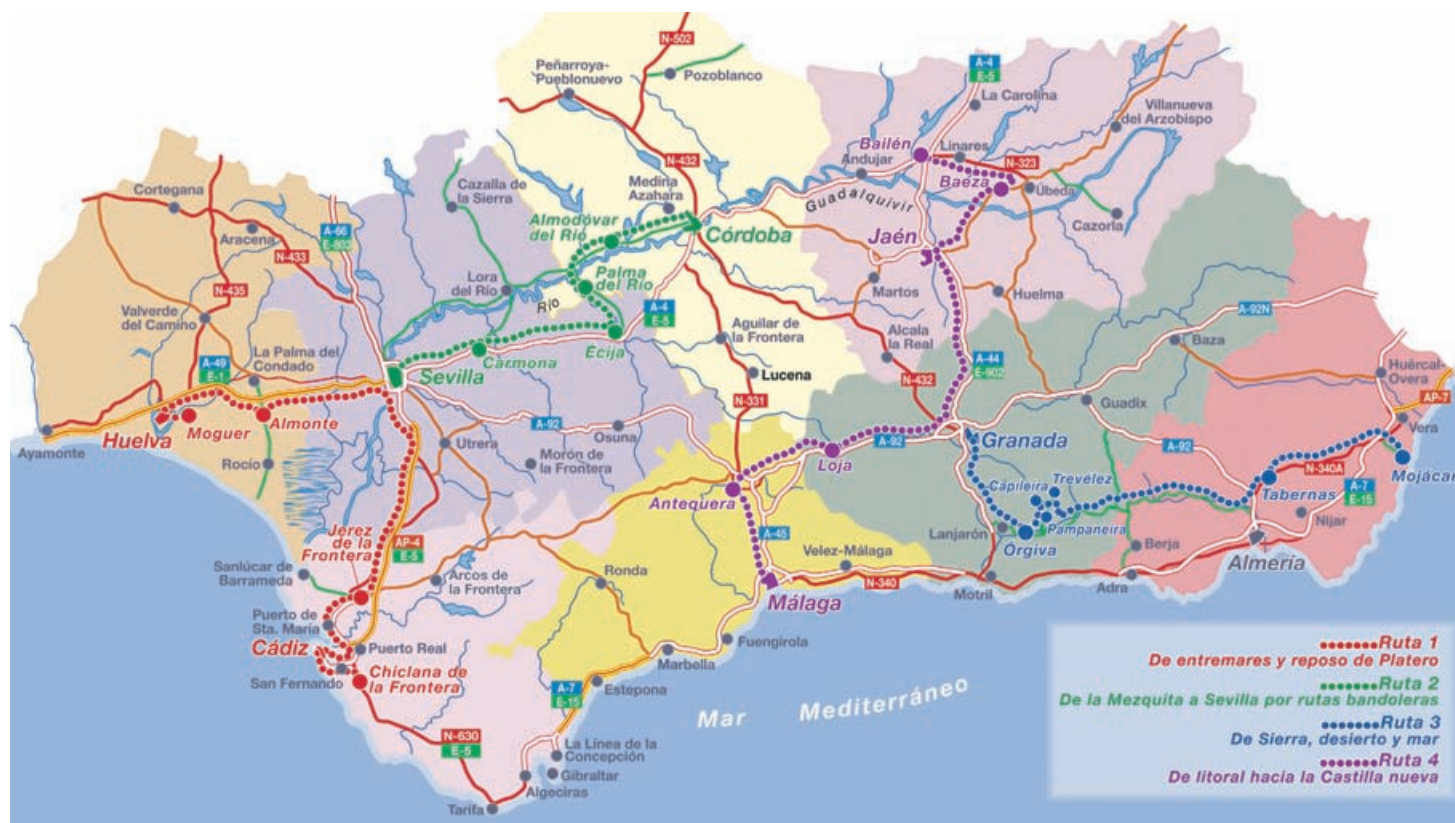 N-502
Peñarroya-
Pueblonuevo
Pozoblanco
A-4
E-5
La Carolina
Villanueva
del Arzobispo
Bailén
Linares
Andujar
N-323
N-432
Baéza
Úbeda
Cortegana
Cazalla de
la Sierra
Medina
Azahara
Guadalquivir
Cazorla
Almodóvar
del Río
Córdoba
Aracena
A-66
E-803
Jaén
N-433
N-435
Lora
del Río
Palma
del Río
Río
Martos
Huelma
Valverde
del Camino
A-4
E-5
A-92N
Aguilar de
la Frontera
Alcala
la Real
Baza
La Palma del
Condado
Écija
Carmona
A-49
E-1
Sevilla
Lucena
A-44
E-902
Huércal-
Overa
N-432
N-331
AP-7
Guadix
Huelva
Moguer
Almonte
A-92
Osuna
Vera
Utrera
A-92
Granada
A-92
Ayamonte
Rocío
Morón de
la Frontera
Loja
N-340A
Mojácar
Trevélez
Cápileira
Tabernas
A-7
E-15
Antequera
Nijar
Jerez
de la
Frontera
A-45
Lanjarón
Pampaneira
Órgiva
AP-4
E-5
Velez-Málaga
Berja
Almería
Sanlúcar de
Barrameda
Arcos de
la Frontera
Ronda
N-340
Motril
Adra
Málaga
Puerto de
Sta. María
Cádiz
Puerto Real
Fuengirola
Marbella
San Fernando
Chiclana de
la Frontera
A-7
E-15
Estepona
Mar Mediterráneo
N-630
E-5
La Línea de la
Concepción
Gibraltar
Algeciras
Tarifa
Ruta 1
De entremares y reposo de Platero
Ruta 2
De la Mezquita a Sevilla por rutas bandoleras
Ruta 3
De Sierra, desierto y mar
Ruta 4
De litoral hacia la Castilla nueva